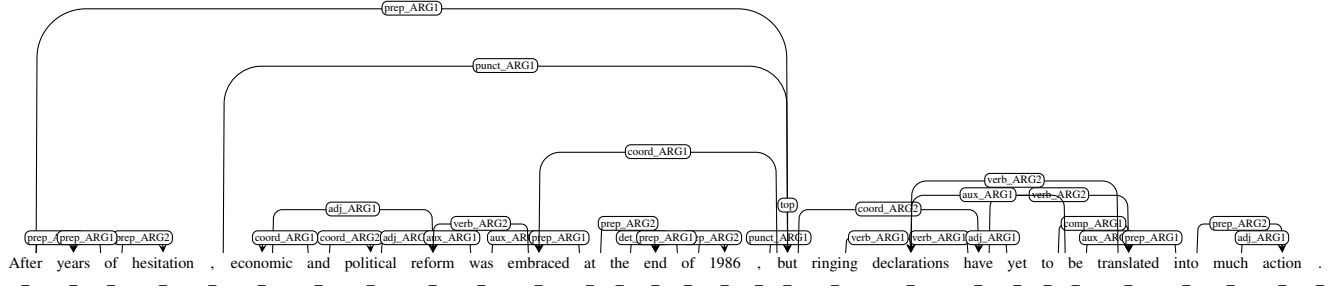 prep_ARG1
punct_ARG1
coord_ARG1
verb_ARG2
aux_ARG1 verb_ARG2
top
adj_ARG1 coord_ARG2
verb_ARG2 prep_ARG2 comp_ARG1 prep_ARG2
prep_ARG1 prep_ARG2 coord_ARG1 coord_ARG2 aux_ARG1 prep_ARG1 prep_ARG1 punct_ARG1 verb_ARG1 verb_ARG1 adj_ARG1 prep_ARG1 adj_ARG1
After years of hesitation , economic and political reform was embraced at the end of 1986 , but ringing declarations have yet to be translated into much action .
_ _ _ _ _ _ _ _ _ _ _ _ _ _ _ _ _ _ _ _ _ _ _ _ _ _ _ _ _